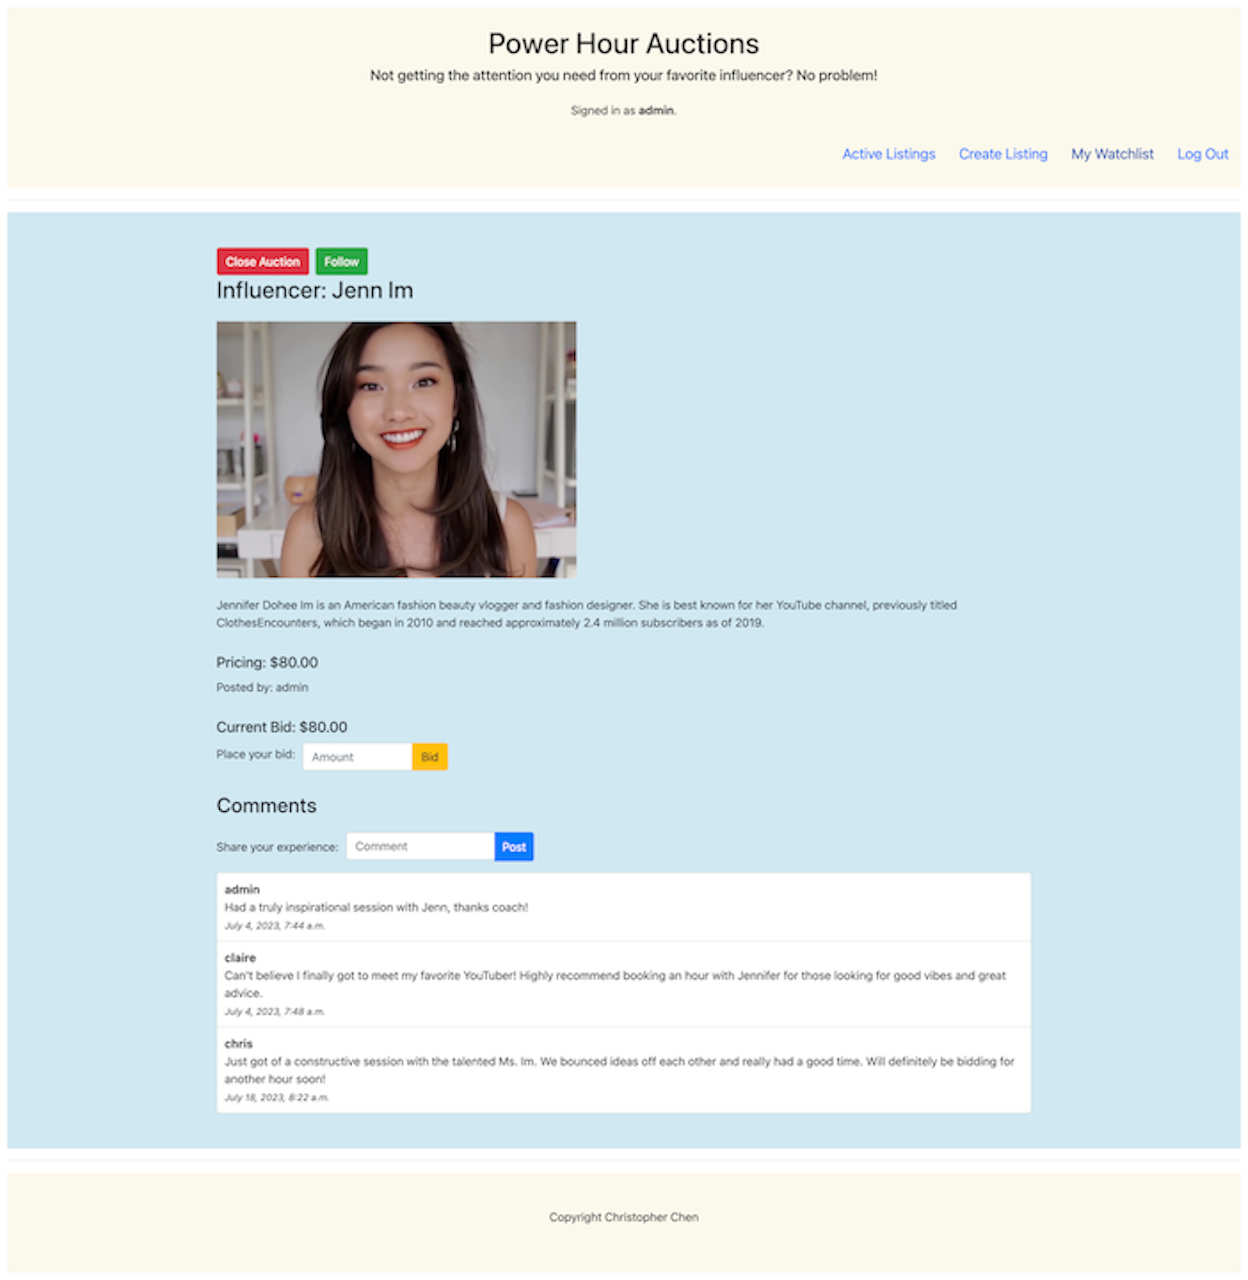 Power Hour Auctions
Not getting the attention you need from your favorite influencer? No problem!
Signed in as admin.
Active Listings Create Listing My Watchlist Log Out
Close Auction Follow
Influencer: Jenn Im
Jennifer Dohee Im is an American fashion beauty vlogger and fashion designer. She is best known for her YouTube channel, previously titled
ClothesEncounters, which began in 2010 and reached approximately 2.4 million subscribers as of 2019.
Pricing: $80.00
Posted by: admin
Current Bid: $80.00
Place your bid: Amount Bid
Comments
Share your experience: Comment Post
admin
Had a truly inspirational session with Jenn, thanks coach!
July 4, 2023, 7:44 a.m.
claire
Can't believe I finally got to meet my favorite YouTuber! Highly recommend booking an hour with Jennifer for those looking for good vibes and great
advice.
July 4, 2023, 7:48 a.m.
chris
Just got of a constructive session with the talented Ms. Im. We bounced ideas off each other and really had a good time. Will definitely be bidding for
another hour soon!
July 18, 2023, 8:22 a.m.
Copyright Christopher Chen